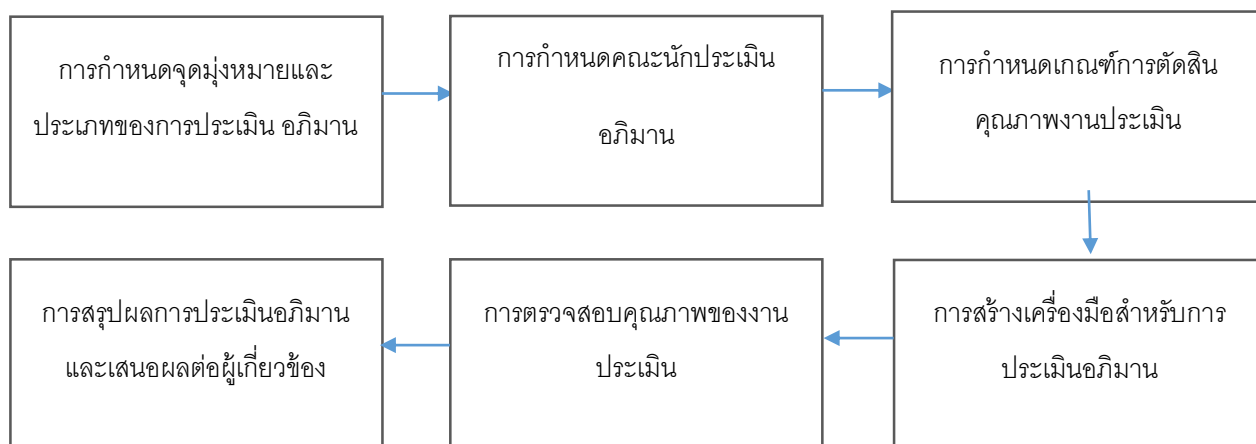 การกำหนดจุดมุ่งหมายและ
ประเภทของการประเมิน อภิมาน
การกำหนดคณะนักประเมิน
อภิมาน
การกำหนดเกณฑ์การตัดสิน
คุณภาพงานประเมิน
การสร้างเครื่องมือสำหรับการ
ประเมินอภิมาน
การตรวจสอบคุณภาพของงาน
ประเมิน
การสรุปผลการประเมินอภิมาน
และเสนอผลต่อผู้เกี่ยวข้อง